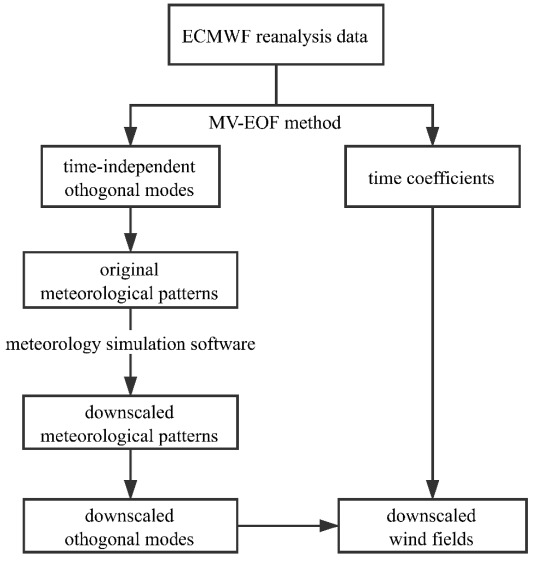 ECMWF reanalysis data
MV-EOF method
time-independent
othogonal modes
time coefficients
original
meteorological patterns
meteorology simulation software
downscaled
meteorological patterns
downscaled
othogonal modes
downscaled
wind fields